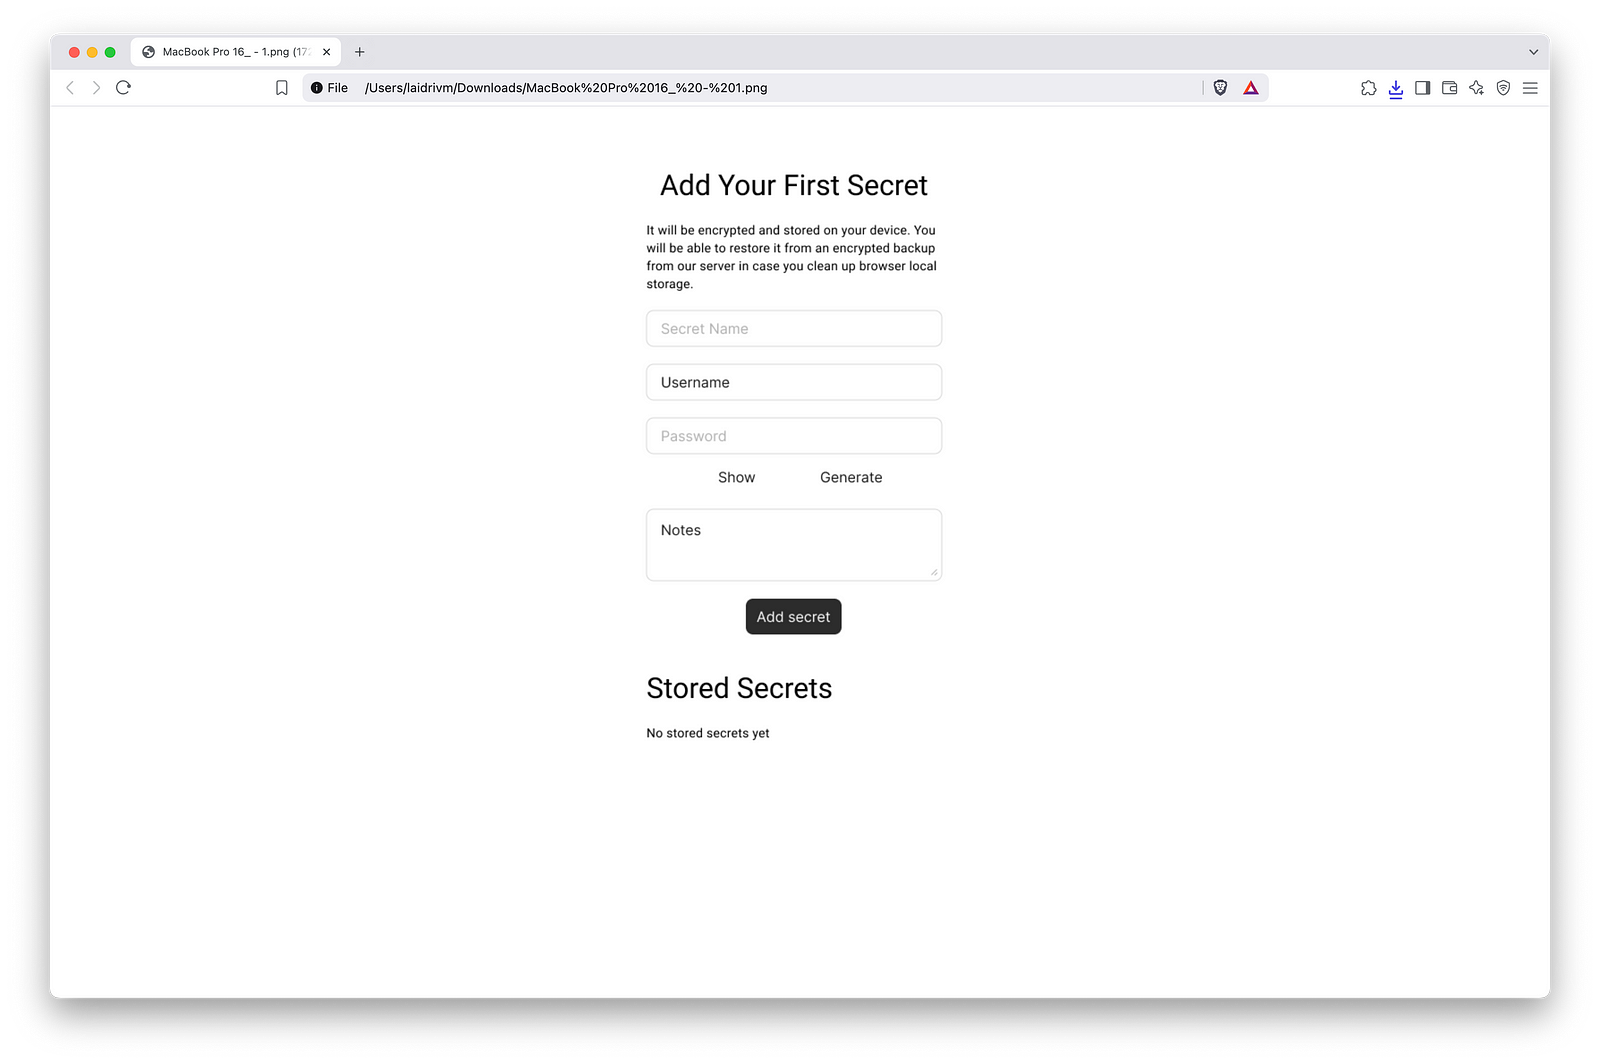 MacBook Pro 16_ - 1.png (17
File /Users/laidrivm/Downloads/MacBook%20Pro%2016_%20-%201.png
Add Your First Secret
It will be encrypted and stored on your device. You
will be able to restore it from an encrypted backup
from our server in case you clean up browser local
storage.
Secret Name
Username
Password
Show Generate
Notes
Add secret
Stored Secrets
No stored secrets yet